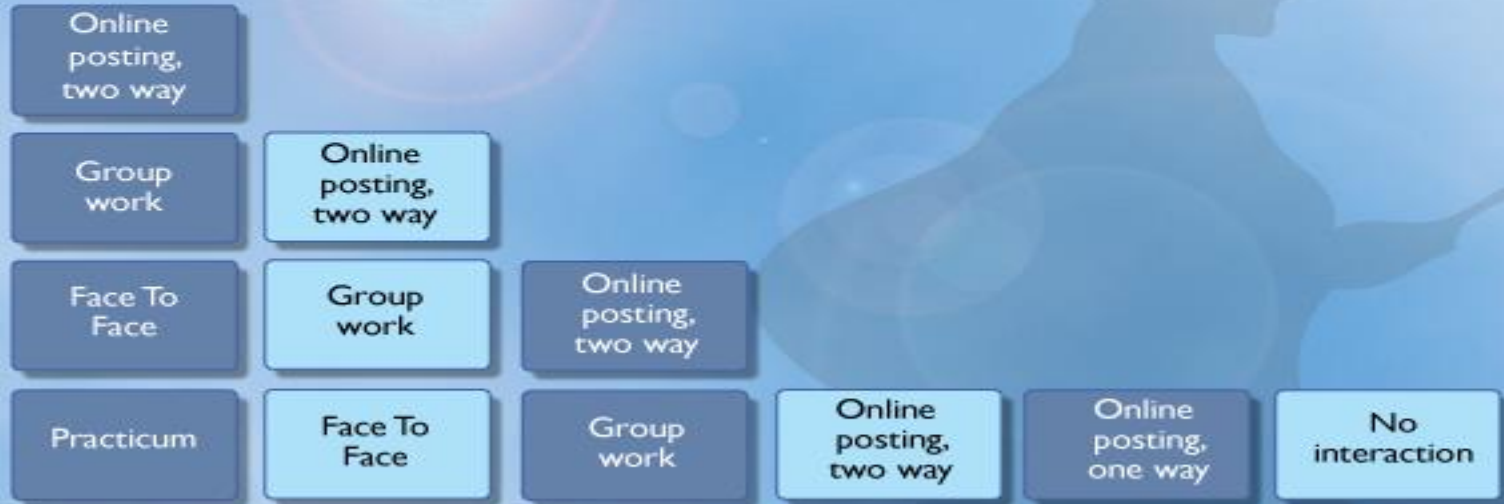 Online
posting,
two way
Group
work
Online
posting,
two way
Face To
Face
Group
work
Online
posting,
two way
Practicum
Face To
Face
Group
work
Online
posting,
two way
Online
posting,
one way
No
interaction